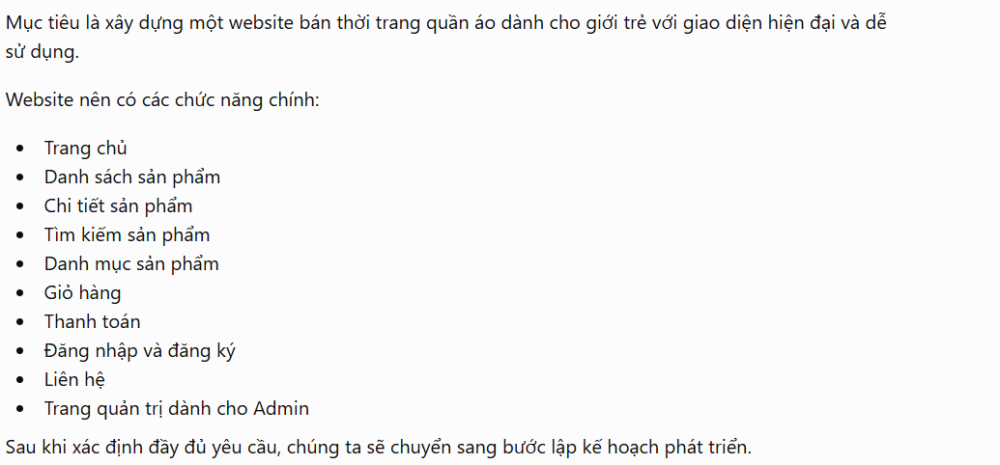 Mục tiêu là xây dựng một website bán thời trang quần áo dành cho giới trẻ với giao diện hiện đại và dễ
sử dụng.
Website nên có các chức năng chính:
• Trang chủ
• Danh sách sản phẩm
• Chi tiết sản phẩm
• Tìm kiếm sản phẩm
• Danh mục sản phẩm
• Giỏ hàng
• Thanh toán
• Đăng nhập và đăng ký
• Liên hệ
• Trang quản trị dành cho Admin
Sau khi xác định đầy đủ yêu cầu, chúng ta sẽ chuyển sang bước lập kế hoạch phát triển.